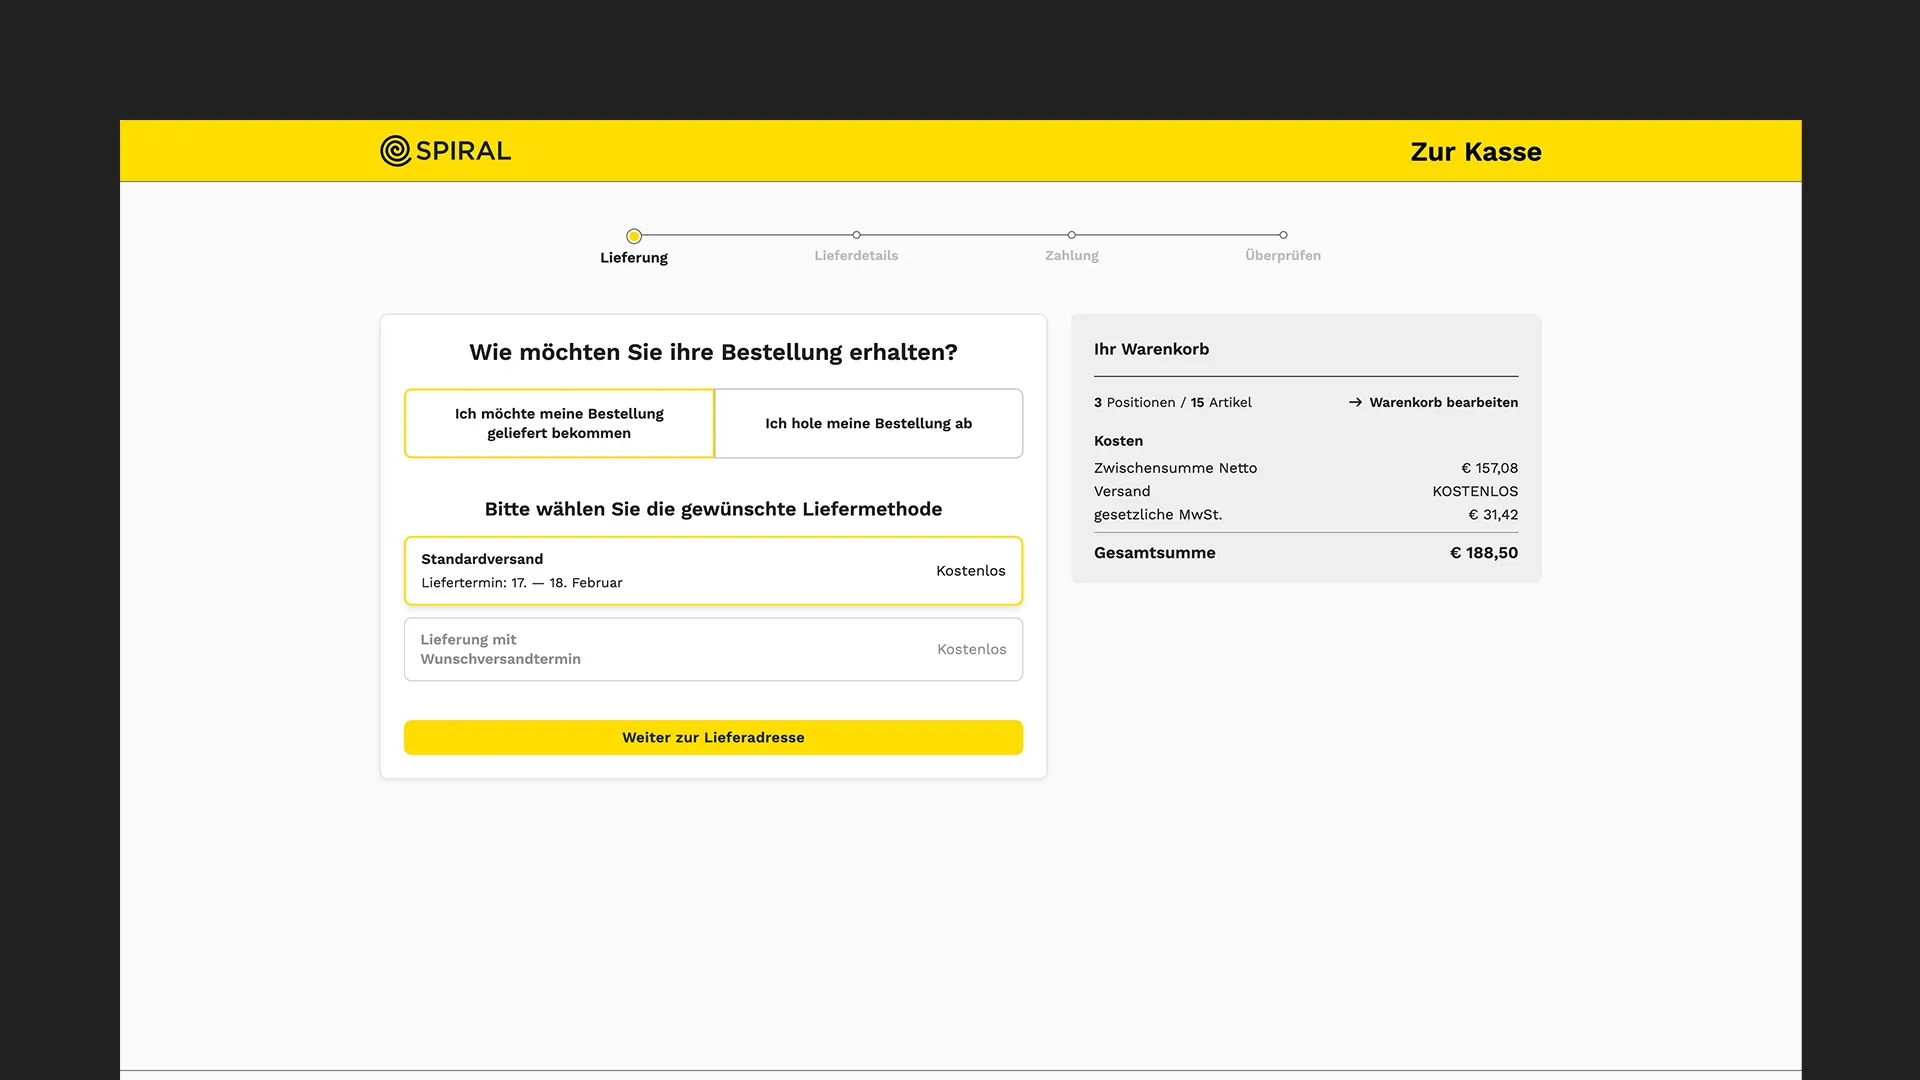 SPIRAL
Zur Kasse
Lieferung
Lieferdetails
Zahlung
Überprüfen
Wie möchten Sie ihre Bestellung erhalten?
Ich möchte meine Bestellung
geliefert bekommen
Ich hole meine Bestellung ab
Bitte wählen Sie die gewünschte Liefermethode
Standardversand
Liefertermin: 17. — 18. Februar
Kostenlos
Lieferung mit
Wunschversandtermin
Kostenlos
Weiter zur Lieferadresse
Ihr Warenkorb
3 Positionen / 15 Artikel
→ Warenkorb bearbeiten
Kosten
Zwischensumme Netto € 157,08
Versand KOSTENLOS
gesetzliche MwSt. € 31,42
Gesamtsumme € 188,50